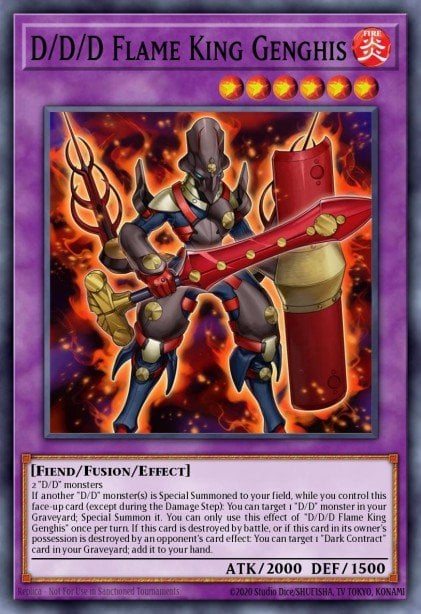 D/D/D Flame King Genghis
FIRE
炎
[Fiend/Fusion/Effect]
2 "D/D" monsters
If another "D/D" monster(s) is Special Summoned to your field, while you control this
face-up card (except during the Damage Step): You can target 1 "D/D" monster in
your Graveyard; Special Summon it. You can only use this effect of "D/D/D Flame King
Genghis" once per turn. If this card is destroyed by battle, or if this card in its owner's
possession is destroyed by an opponent's card effect: You can target 1 "Dark Contract"
card in your Graveyard; add it to your hand.
ATK/2000 DEF/1500
Replica - Not For Use in Sanctioned Tournaments
©2020 Studio Dice/SHUEISHA, TV TOKYO, KONAMI